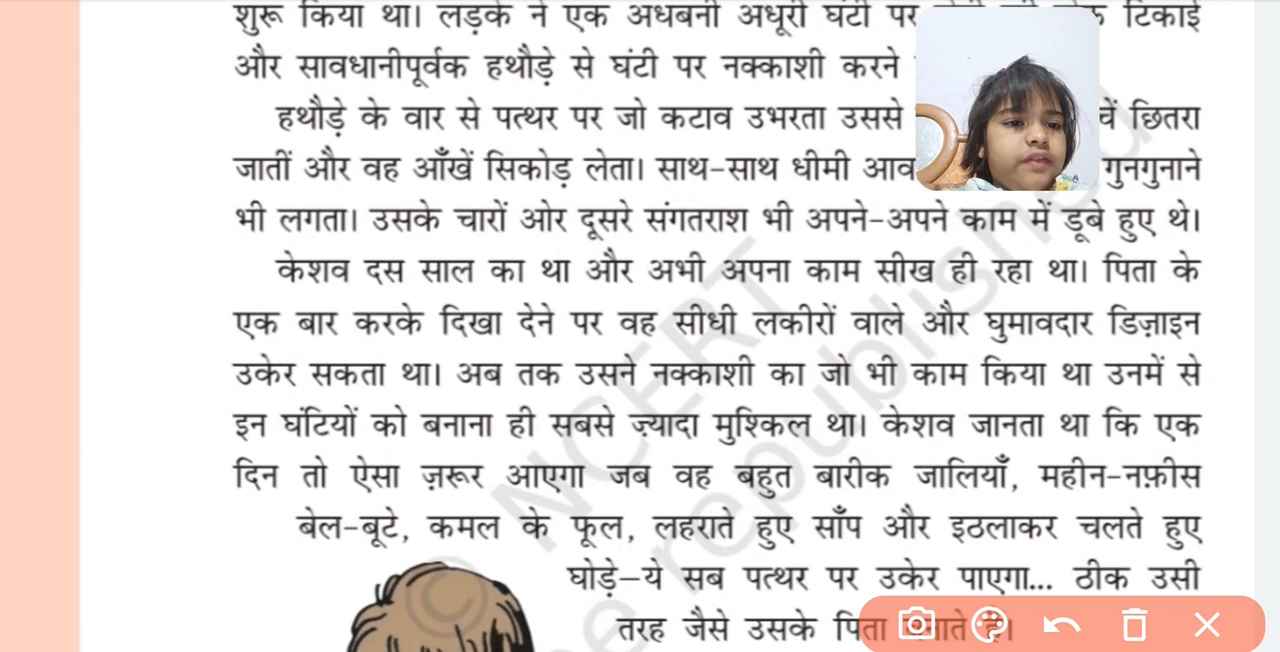 शुरू किया था। लड़के ने एक अधबनी अधूरी घंटी पर टिकाई
और सावधानीपूर्वक हथौड़े से घंटी पर नक्काशी करने
हथौड़े के वार से पत्थर पर जो कटाव उभरता उससे छितरा
जातीं और वह आँखें सिकोड़ लेता। साथ-साथ धीमी गुनगुनाने
भी लगता। उसके चारों ओर दूसरे संगतराश भी अपने-अपने काम में डूबे हुए थे।
केशव दस साल का था और अभी अपना काम सीख ही रहा था। पिता के
एक बार करके दिखा देने पर वह सीधी लकीरों वाले और घुमावदार डिज़ाइन
उकेर सकता था। अब तक उसने नक्काशी का जो भी काम किया था उनमें से
इन घंटियों को बनाना ही सबसे ज़्यादा मुश्किल था। केशव जानता था कि एक
दिन तो ऐसा ज़रूर आएगा जब वह बहुत बारीक जालियाँ, महीन-नफ़ीस
बेल-बूटे, कमल के फूल, लहराते हुए साँप और इठलाकर चलते हुए
घोड़े–ये सब पत्थर पर उकेर पाएगा... ठीक उसी
तरह जैसे उसके पिता
© NCERT
be republished